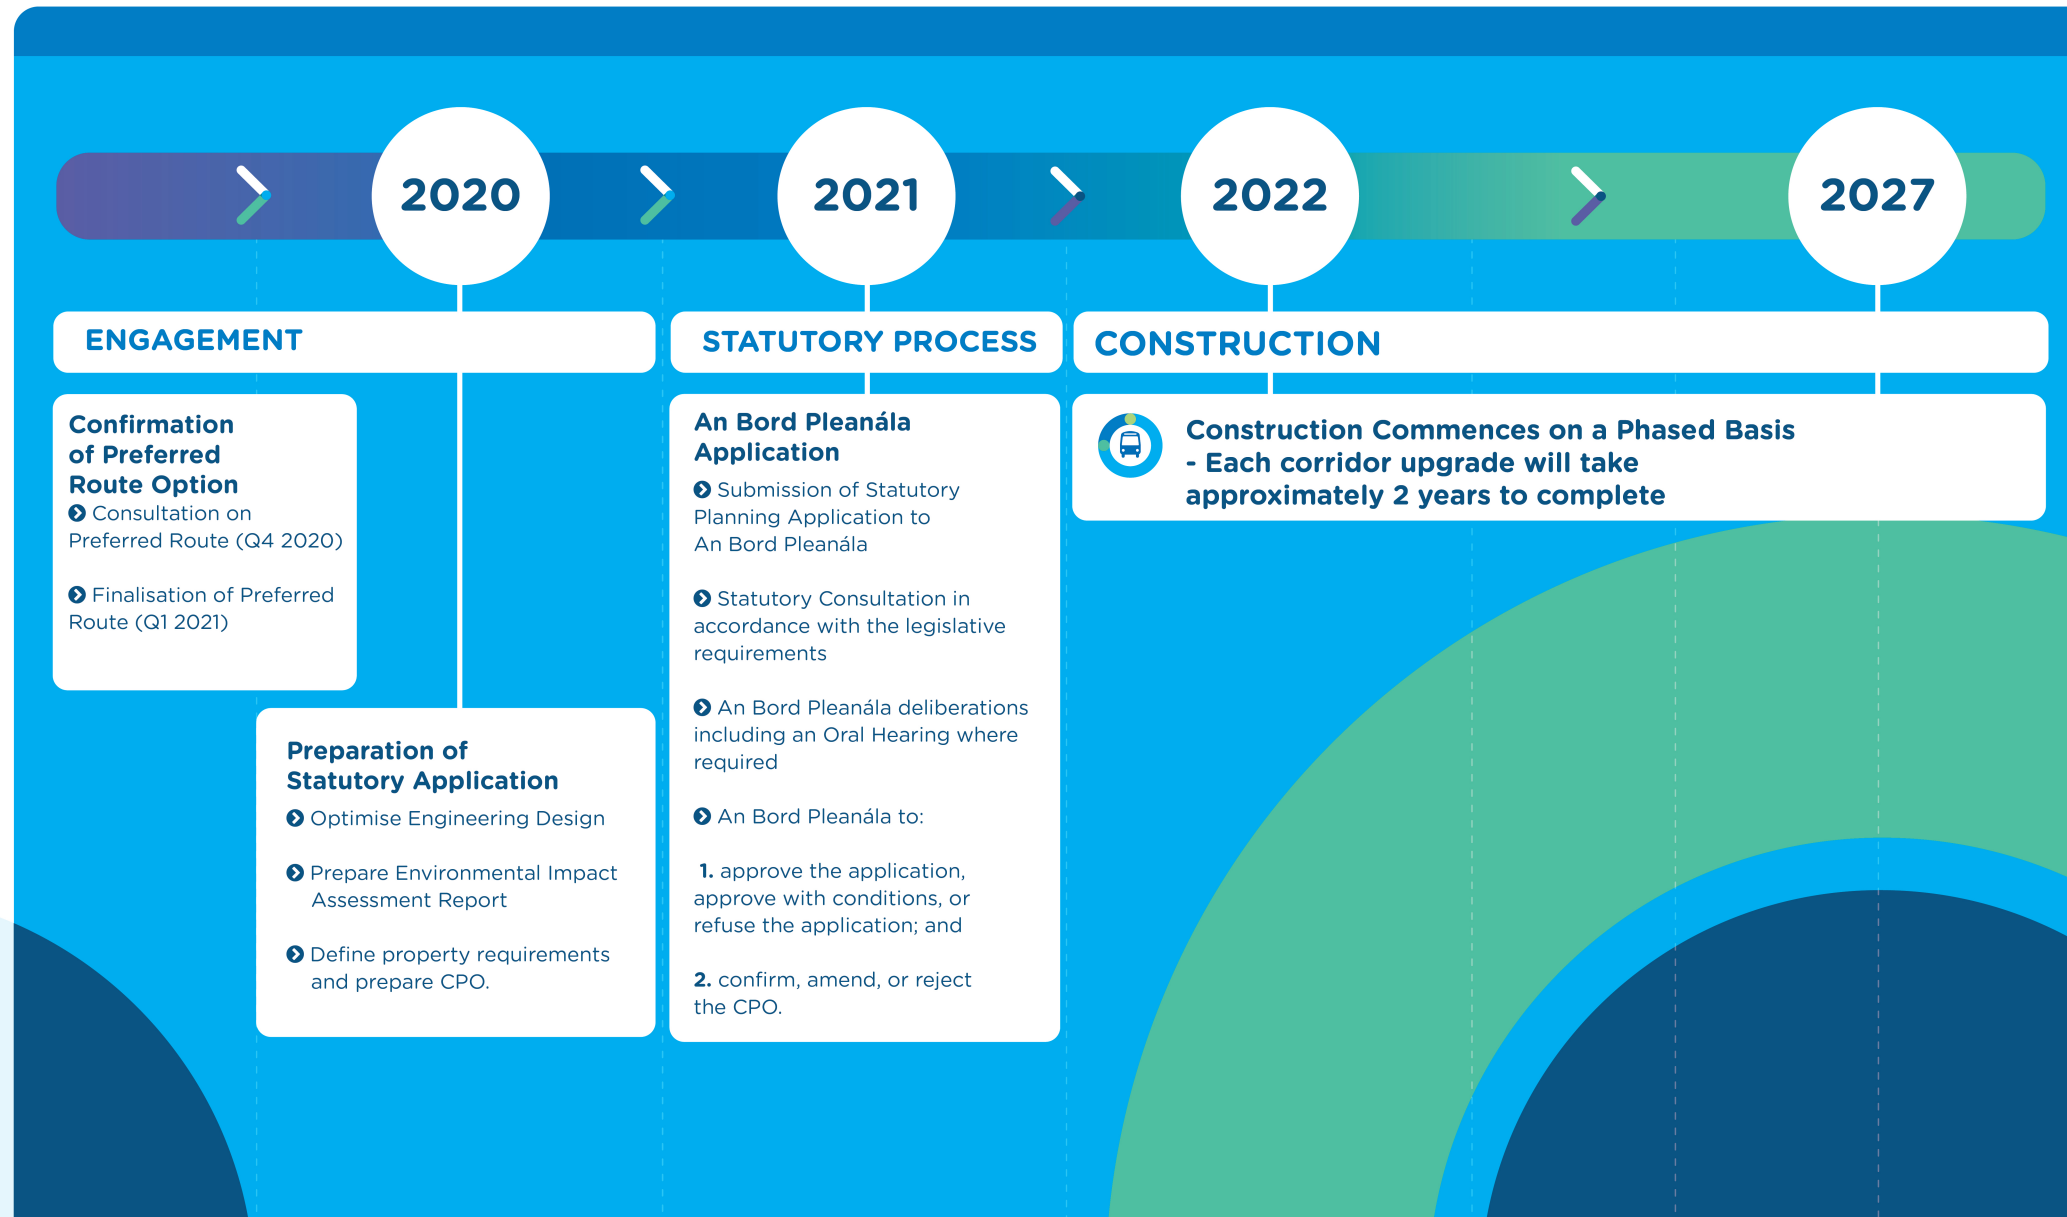 2020
2021
2022
2027
ENGAGEMENT
STATUTORY PROCESS
CONSTRUCTION
Confirmation
of Preferred
Route Option
Consultation on
Preferred Route (Q4 2020)
Finalisation of Preferred
Route (Q1 2021)
Preparation of
Statutory Application
Optimise Engineering Design
Prepare Environmental Impact
Assessment Report
Define property requirements
and prepare CPO.
An Bord Pleanála
Application
Submission of Statutory
Planning Application to
An Bord Pleanála
Statutory Consultation in
accordance with the legislative
requirements
An Bord Pleanála deliberations
including an Oral Hearing where
required
An Bord Pleanála to:
1. approve the application,
approve with conditions, or
refuse the application; and
2. confirm, amend, or reject
the CPO.
Construction Commences on a Phased Basis
- Each corridor upgrade will take
approximately 2 years to complete